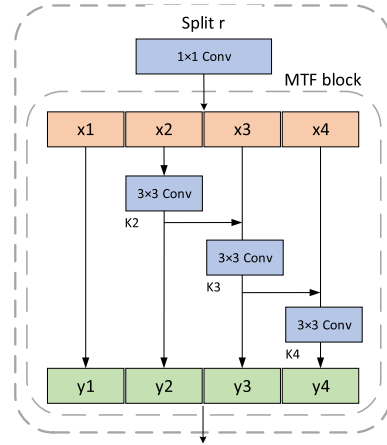 Split r
1×1 Conv
MTF block
x1 x2 x3 x4
3×3 Conv
K2
3×3 Conv
K3
3×3 Conv
K4
y1 y2 y3 y4